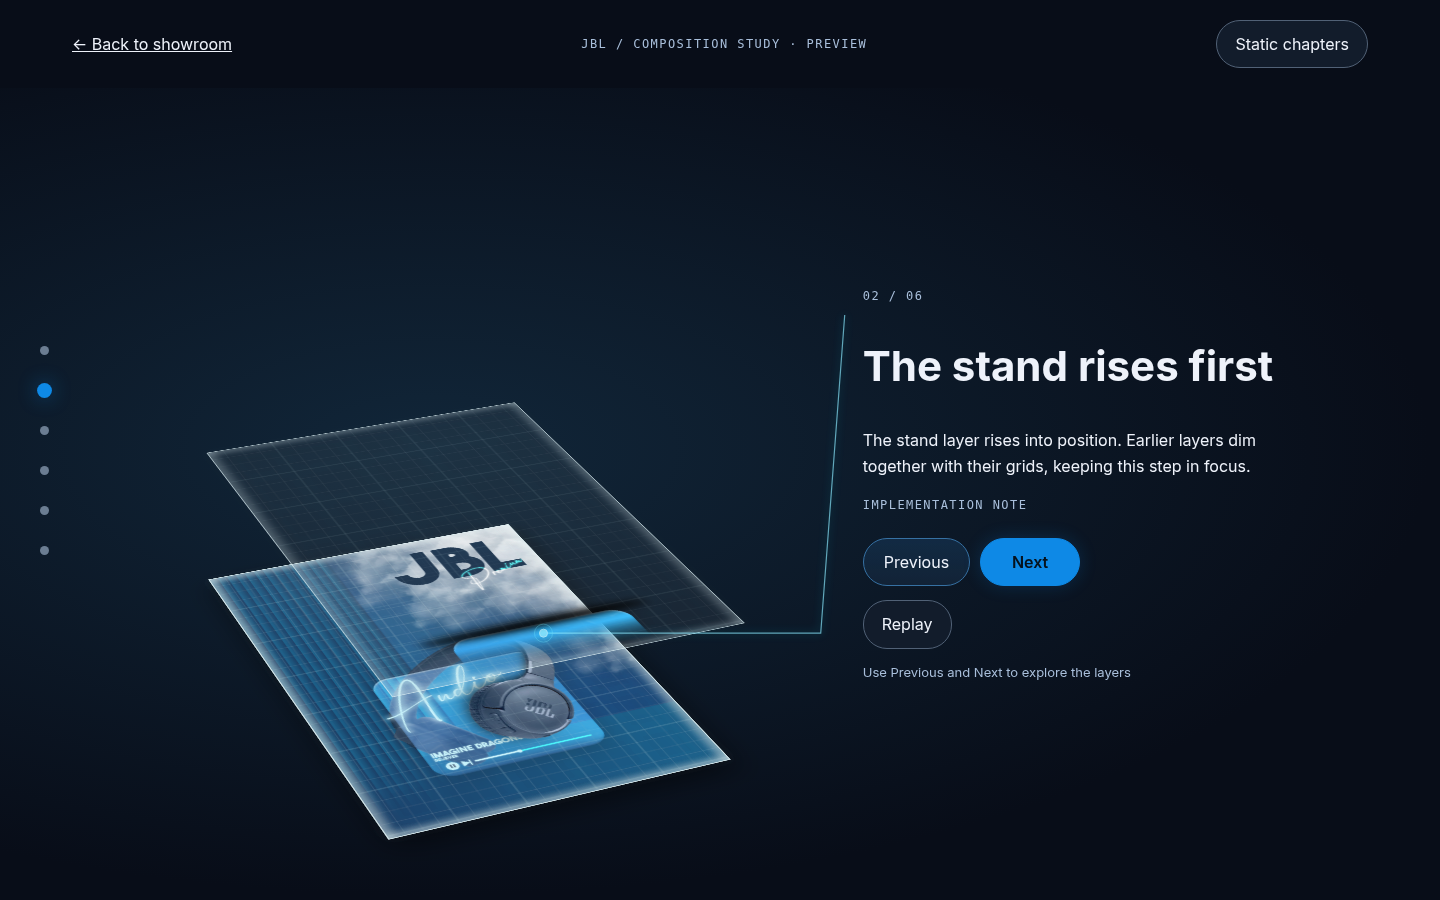 ← Back to showroom
JBL / COMPOSITION STUDY · PREVIEW
Static chapters
02 / 06
The stand rises first
The stand layer rises into position. Earlier layers dim
together with their grids, keeping this step in focus.
IMPLEMENTATION NOTE
Previous
Next
Replay
Use Previous and Next to explore the layers
JBL
Audio
JBL
IMAGINE DRAGONS